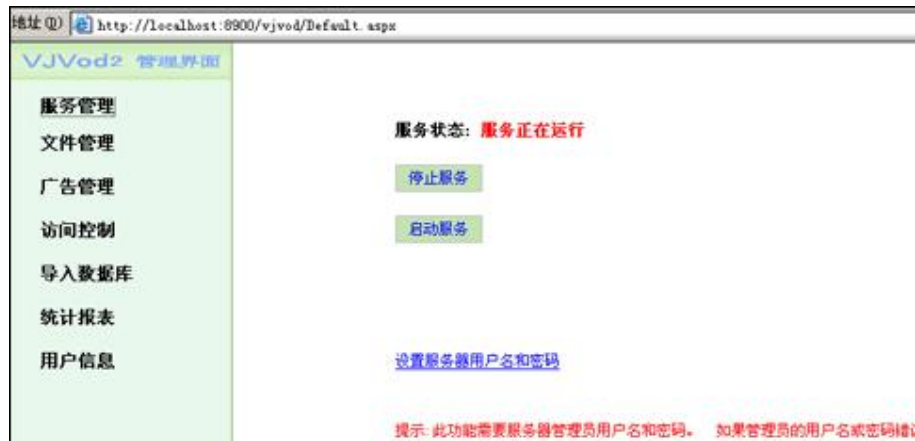 地址(D) http://localhost:8900/vjvod/Default.aspx
VJVod2 管理界面
服务管理
文件管理
广告管理
访问控制
导入数据库
统计报表
用户信息
服务状态: 服务正在运行
停止服务
启动服务
设置服务器用户名和密码
提示: 此功能需要服务器管理员用户名和密码。 如果管理员的用户名或密码错